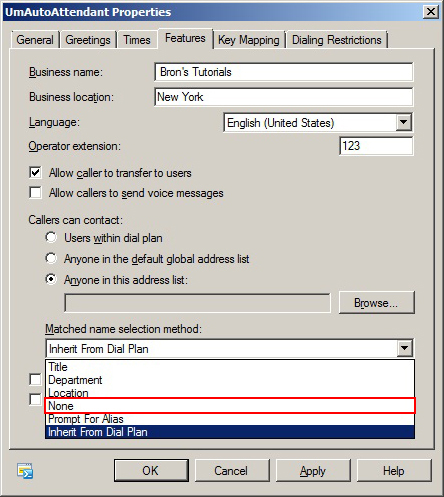 UmAutoAttendant Properties
General Greetings Times Features Key Mapping Dialing Restrictions
Business name: Bron's Tutorials
Business location: New York
Language: English (United States)
Operator extension: 123
Allow caller to transfer to users
Allow callers to send voice messages
Callers can contact:
Users within dial plan
Anyone in the default global address list
Anyone in this address list:
Browse...
Matched name selection method:
Inherit From Dial Plan
Title
Department
Location
None
Prompt For Alias
Inherit From Dial Plan
OK Cancel Apply Help